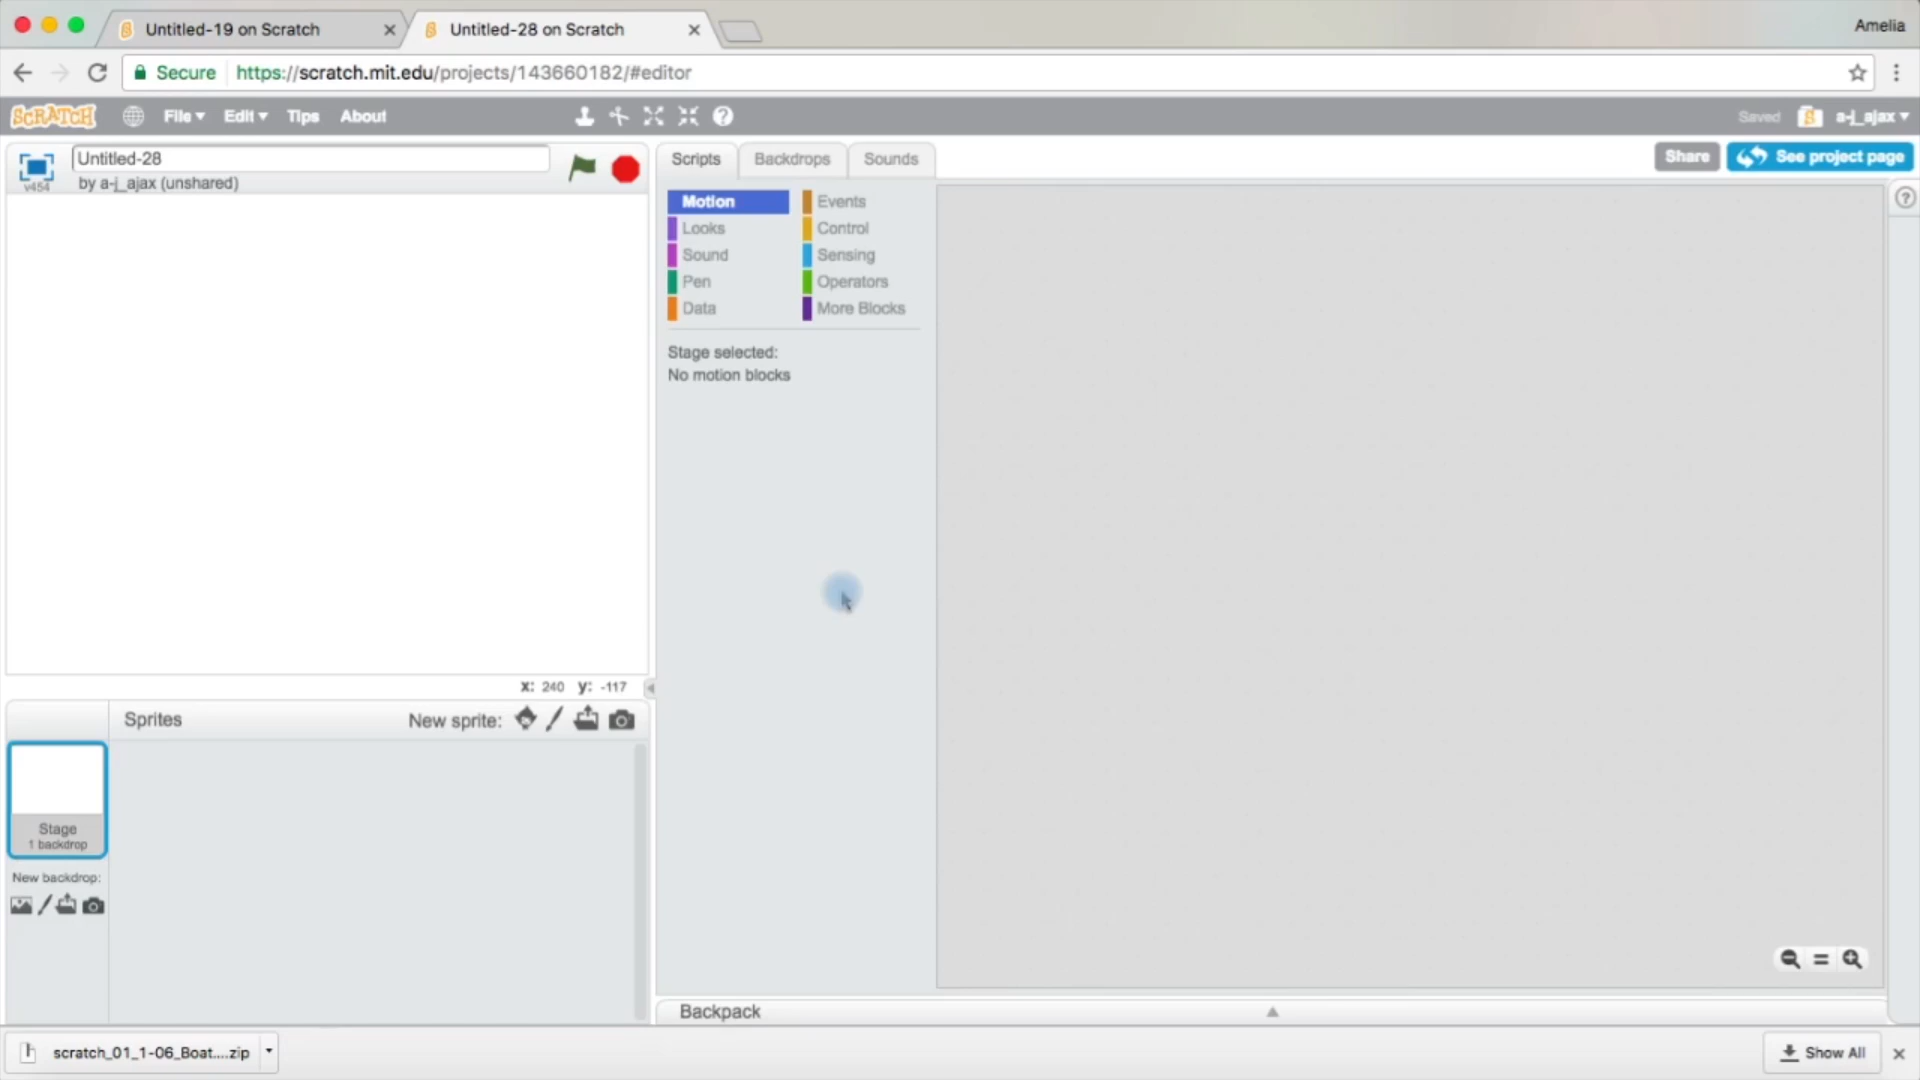 Untitled-19 on Scratch
Untitled-28 on Scratch
Amelia
Secure https://scratch.mit.edu/projects/143660182/#editor
SCRATCH File Edit Tips About
Saved a-j_ajax
Untitled-28
by a-j_ajax (unshared)
v454
Scripts Backdrops Sounds
Share See project page
Motion Events
Looks Control
Sound Sensing
Pen Operators
Data More Blocks
Stage selected:
No motion blocks
x: 240 y: -117
Sprites New sprite:
Stage
1 backdrop
New backdrop:
Backpack
scratch_01_1-06_Boat....zip
Show All